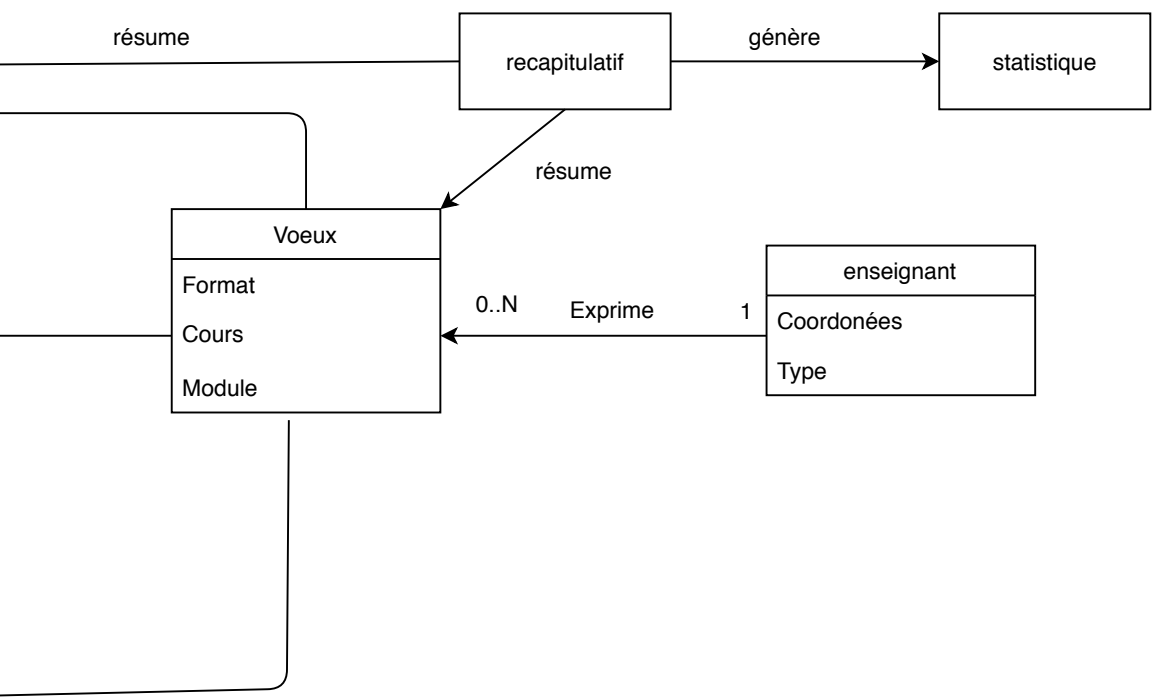 résume
recapitulatif
génère
statistique
résume
Voeux
Format
Cours
Module
0..N
Exprime
1
enseignant
Coordonées
Type